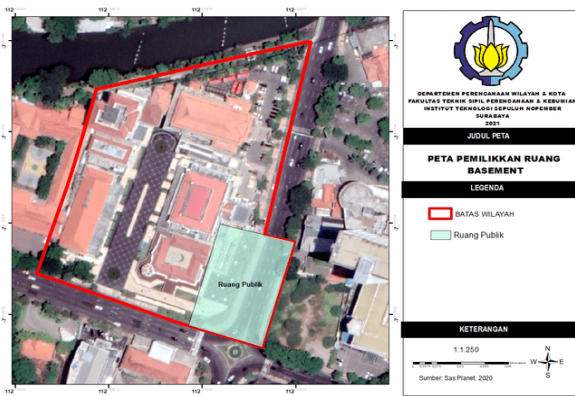 112
112
112
112
Ruang Publik
112
112
112
112
DEPARTEMEN PERENCANAAN WILAYAH & KOTA
FAKULTAS TEKNIK SIPIL PERENCANAAN & KEBUMIAN
INSTITUT TEKNOLOGI SEPULUH NOPEMBER
SURABAYA
2021
JUDUL PETA
PETA PEMILIKKAN RUANG
BASEMENT
LEGENDA
BATAS WILAYAH
Ruang Publik
KETERANGAN
1:1.250
N
W E
S
Sumber: Sas Planet, 2020